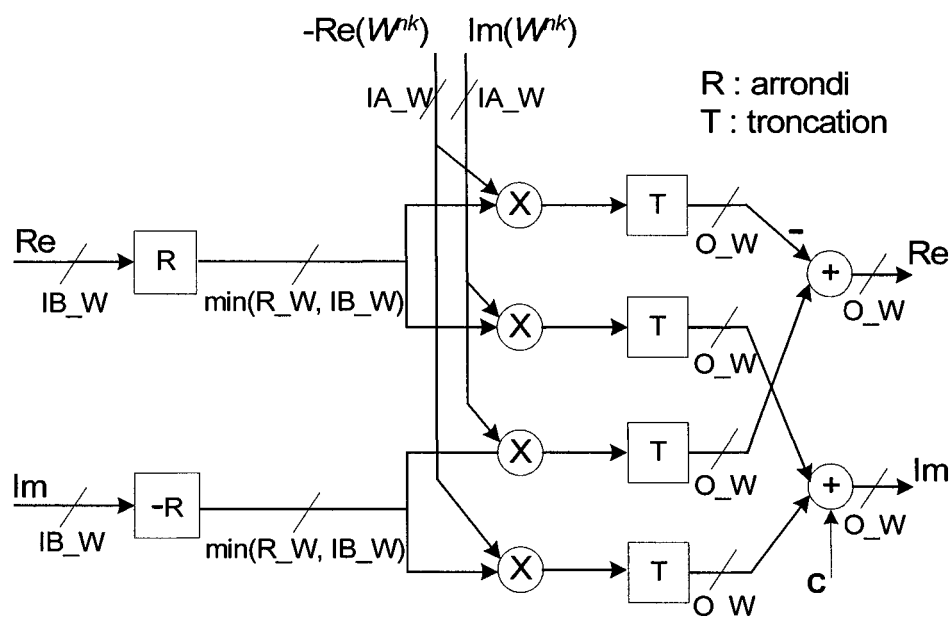 -Re(W^nk) Im(W^nk)
IA_W IA_W
R : arrondi
T : troncation
X T O_W
-
Re IB_W R min(R_W, IB_W)
+ O_W Re
X T O_W
X T O_W
Im IB_W -R min(R_W, IB_W)
+ O_W Im
X T O_W
C